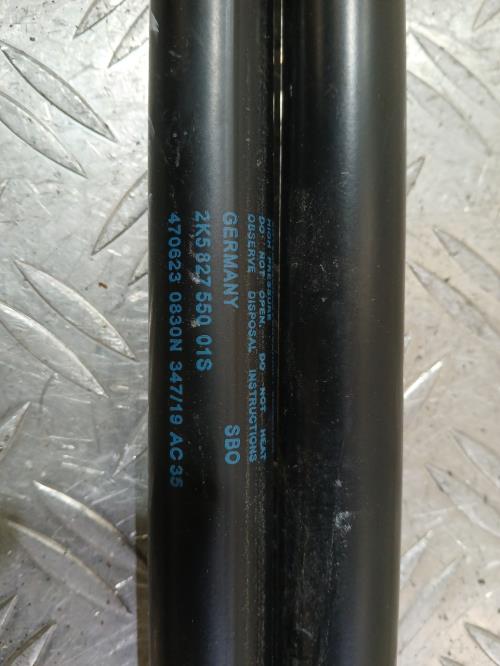 HIGH PRESSURE
DO NOT OPEN, DO NOT HEAT
OBSERVE DISPOSAL INSTRUCTIONS
GERMANY SBO
2K5 827 550 01S
470623 0830N 347/19 AC 35